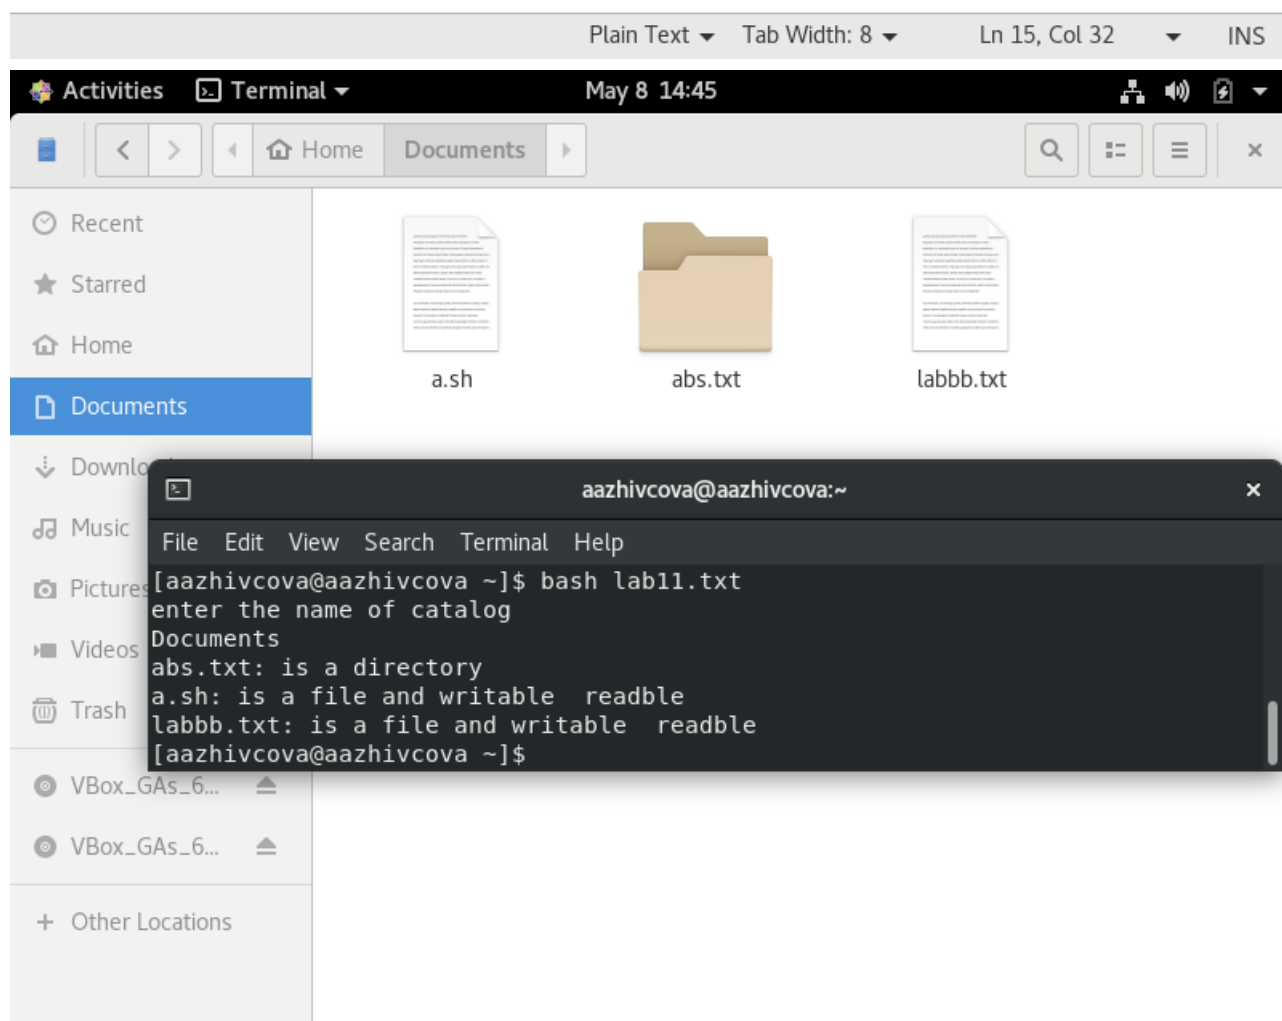 Plain Text Tab Width: 8 Ln 15, Col 32 INS
Activities Terminal May 8 14:45
Home Documents
Recent
Starred
Home
Documents
Music
Pictures
Videos
Trash
VBox_GAs_6...
VBox_GAs_6...
Other Locations
a.sh abs.txt labbb.txt
aazhivcova@aazhivcova:~
File Edit View Search Terminal Help
[aazhivcova@aazhivcova ~]$ bash lab11.txt
enter the name of catalog
Documents
abs.txt: is a directory
a.sh: is a file and writable  readble
labbb.txt: is a file and writable  readble
[aazhivcova@aazhivcova ~]$